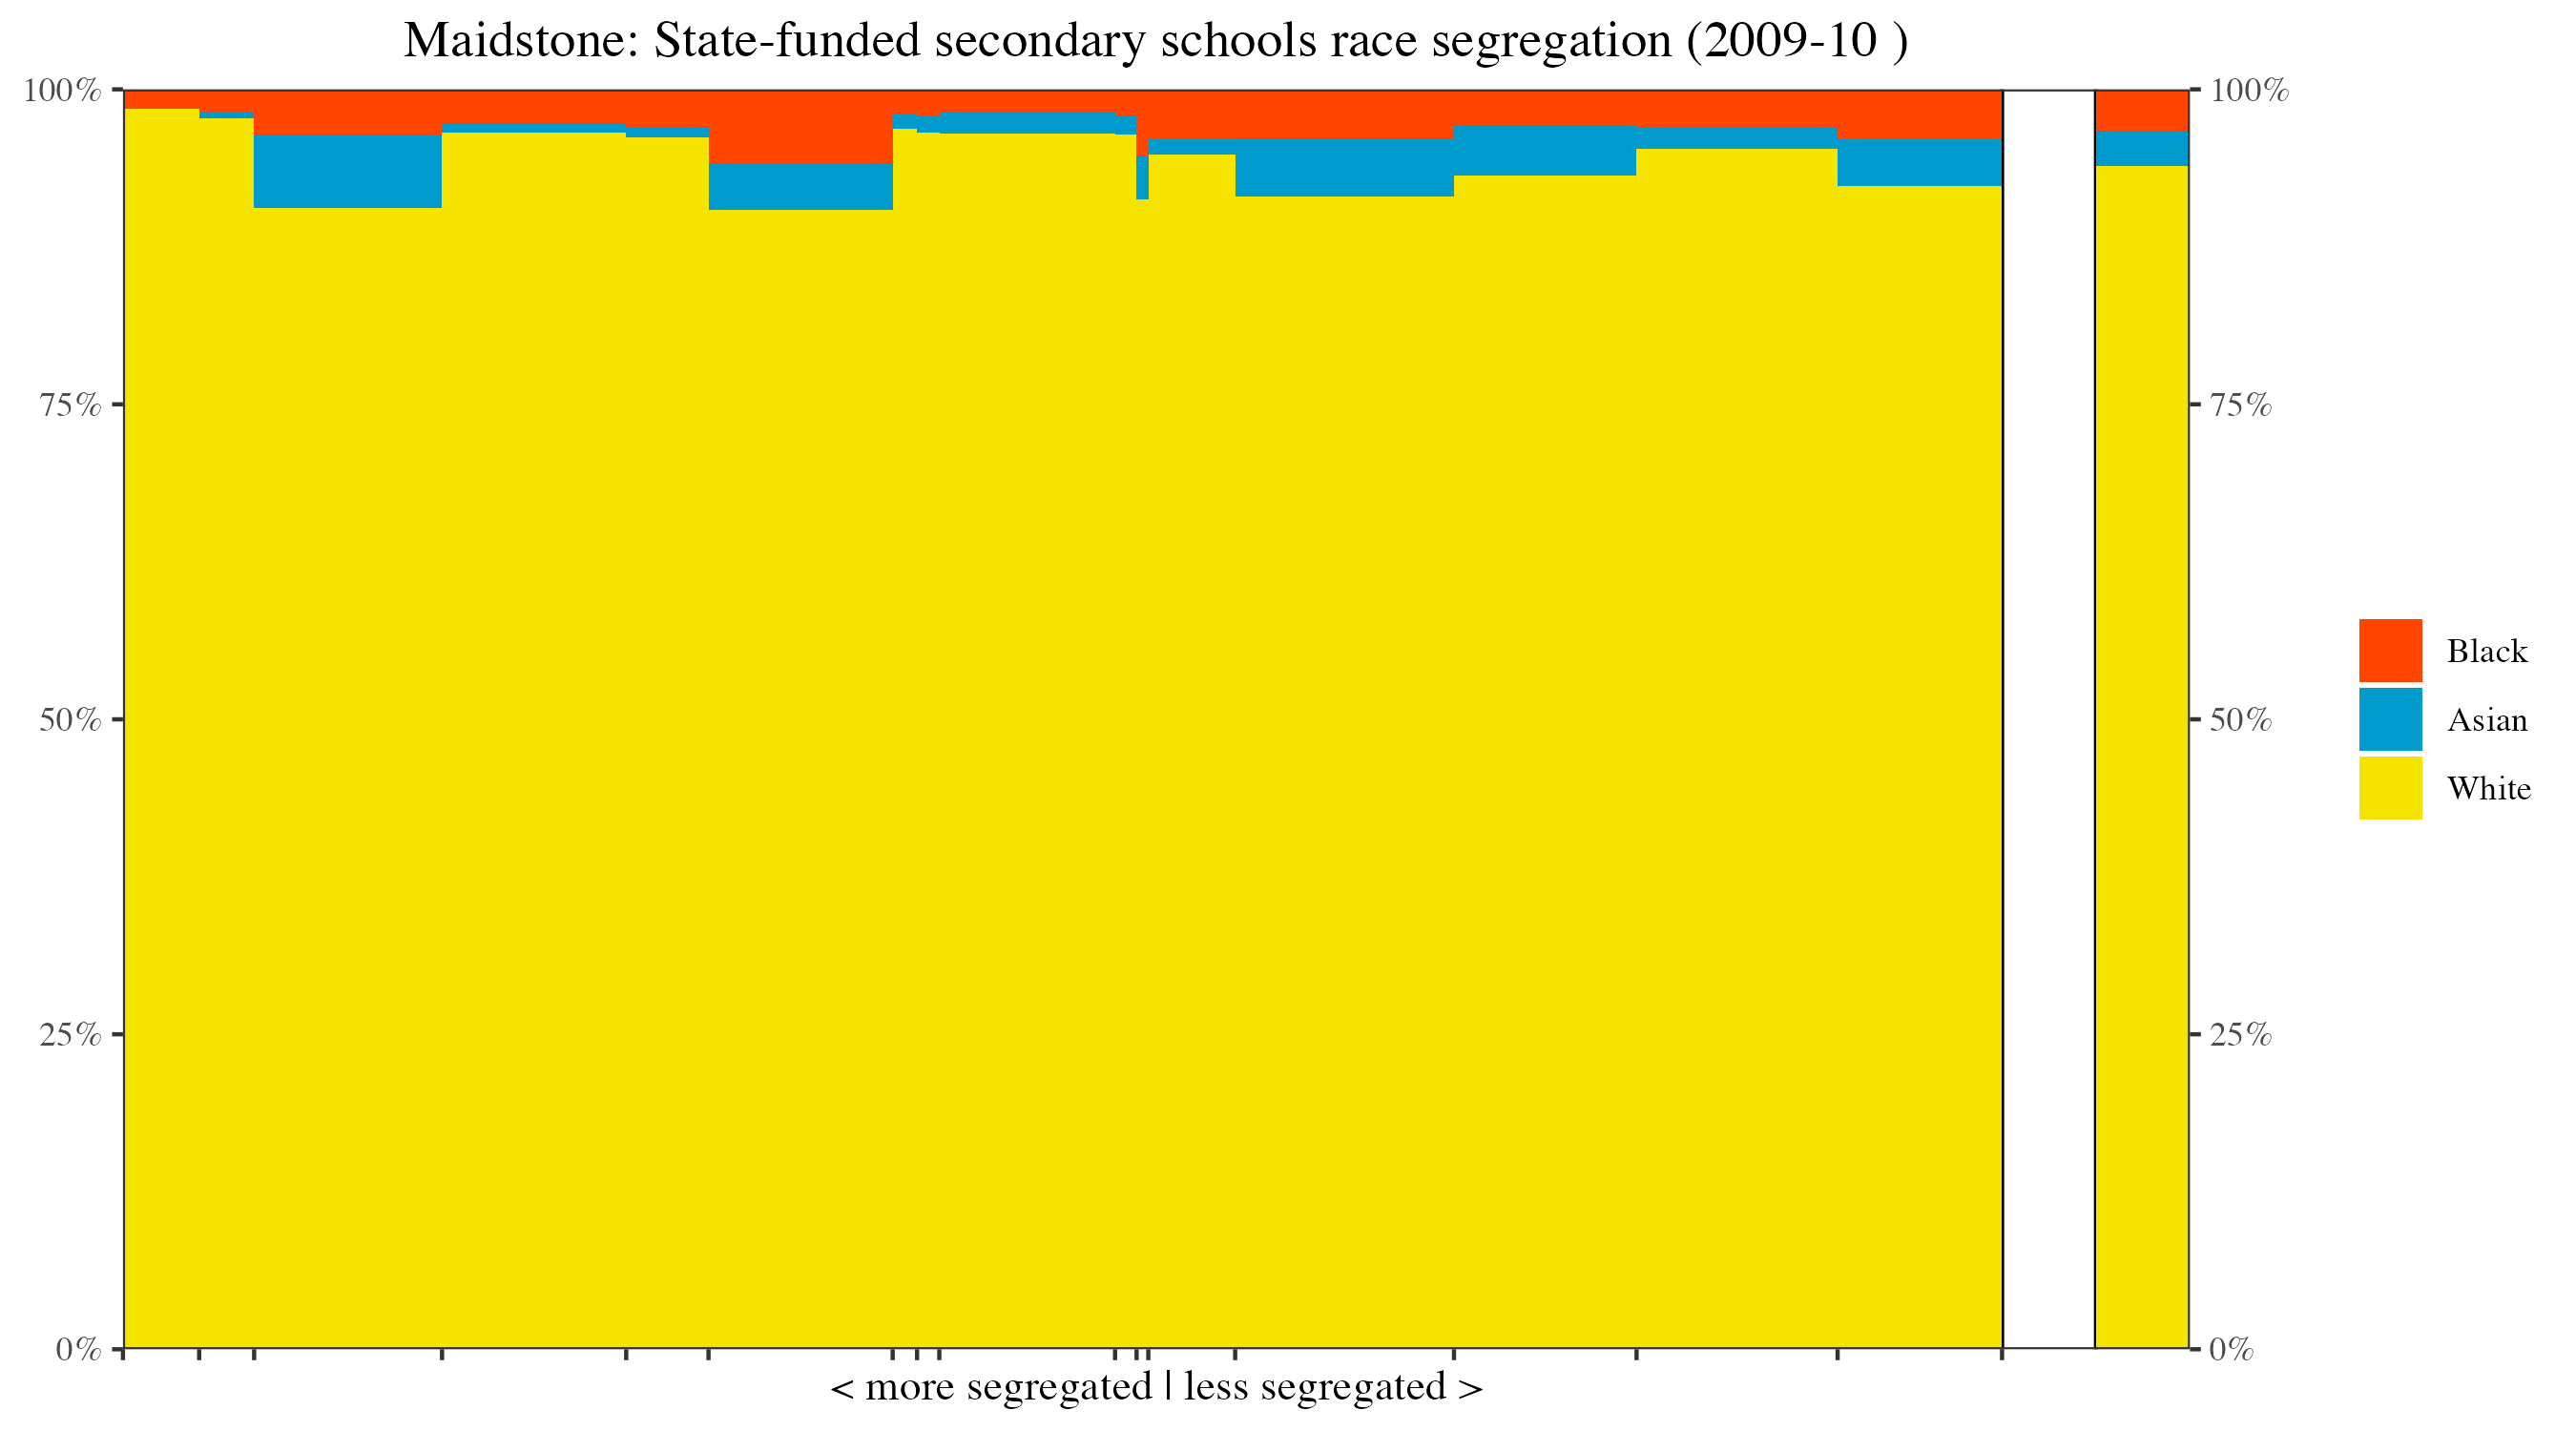 Maidstone: State-funded secondary schools race segregation (2009-10 )
100%
75%
50%
25%
0%
100%
75%
50%
25%
0%
Black
Asian
White
< more segregated | less segregated >